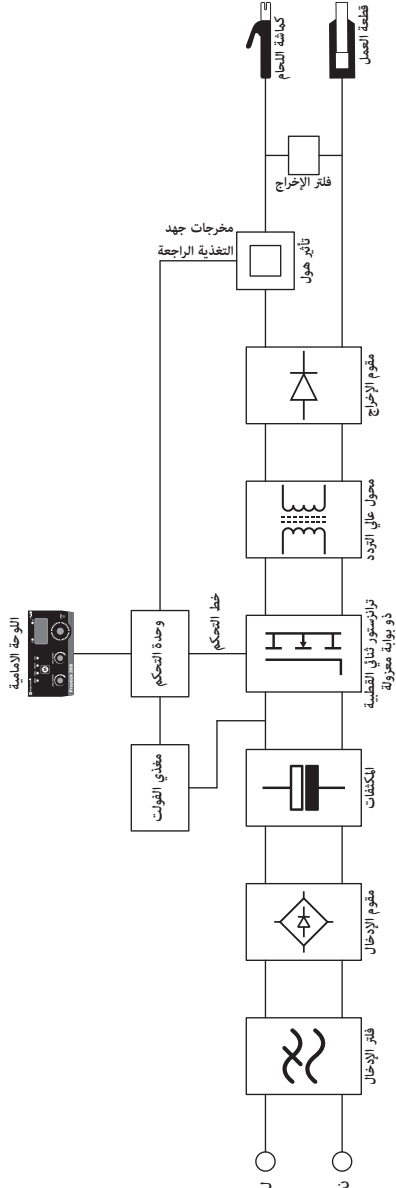 كماشة اللحام
قطعة العمل
فلتر الإخراج
مخرجات جهد
التغذية الراجعة
تأثير هول
مقوم الإخراج
محول عالي التردد
اللوحة الامامية
وحدة التحكم
خط التحكم
ترانزستور ثنائي القطبية
ذو بوابة معزولة
مغذي الفولت
المكثفات
مقوم الإدخال
فلتر الإدخال
ل
ن